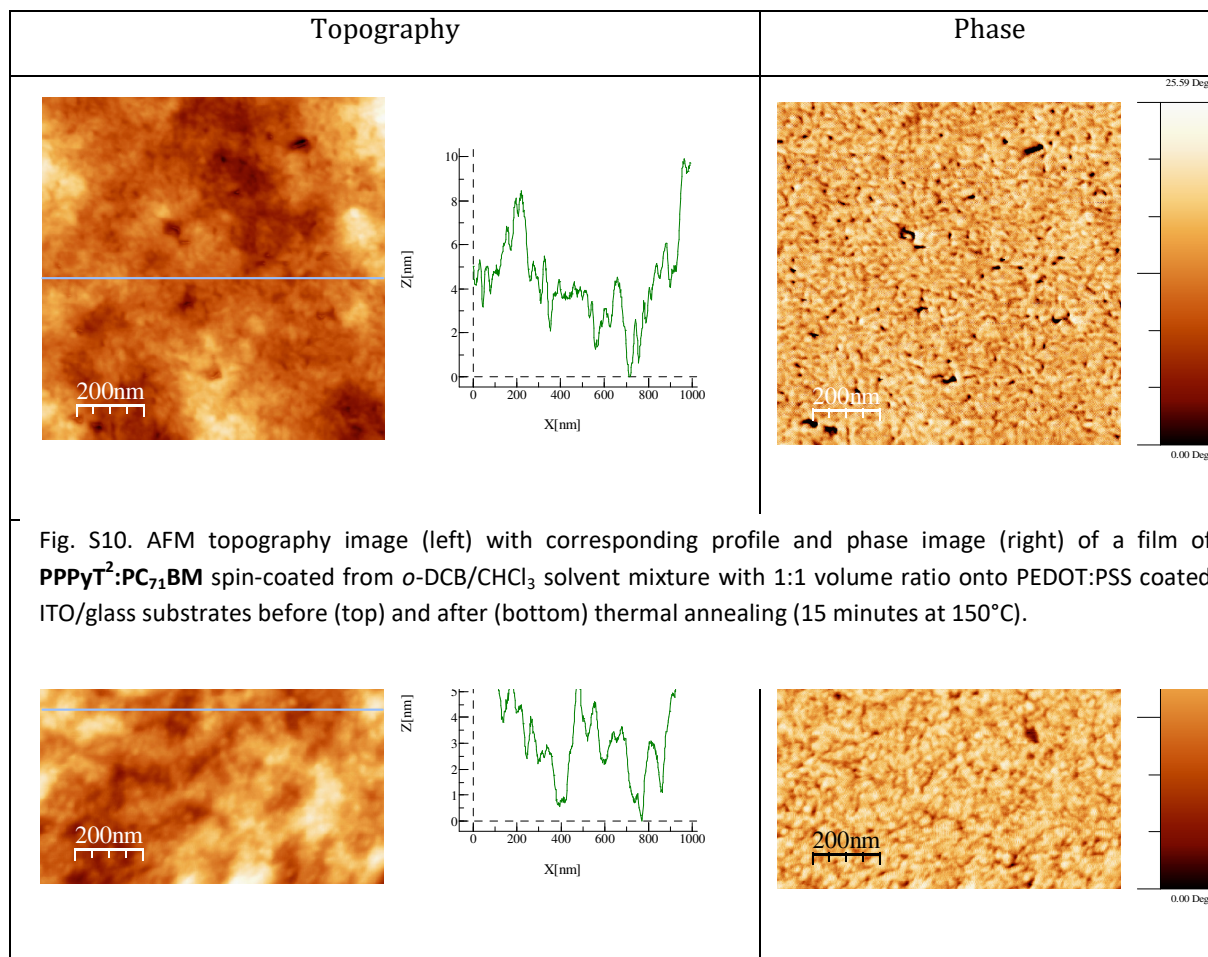 Topography
Phase
200nm
Z[nm]
10
8
6
4
2
0
0 200 400 600 800 1000
X[nm]
200nm
25.59 Deg
0.00 Deg
Fig. S10. AFM topography image (left) with corresponding profile and phase image (right) of a film of
PPPyT²:PC₇₁BM spin-coated from o-DCB/CHCl₃ solvent mixture with 1:1 volume ratio onto PEDOT:PSS coated
ITO/glass substrates before (top) and after (bottom) thermal annealing (15 minutes at 150°C).
200nm
Z[nm]
5
4
3
2
1
0
0 200 400 600 800 1000
X[nm]
200nm
0.00 Deg